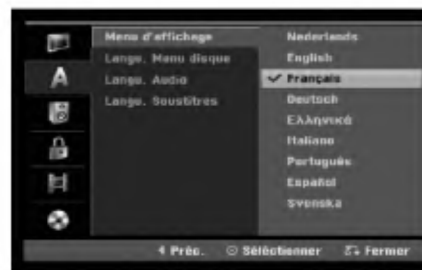 A
Menu d'affichage
Langu. Menu disque
Langu. Audio
Langu. Soustitres
Nederlands
English
✓ Français
Deutsch
Ελληνικά
Italiano
Português
Español
Svenska
Préc.
Séléctionner
Fermer